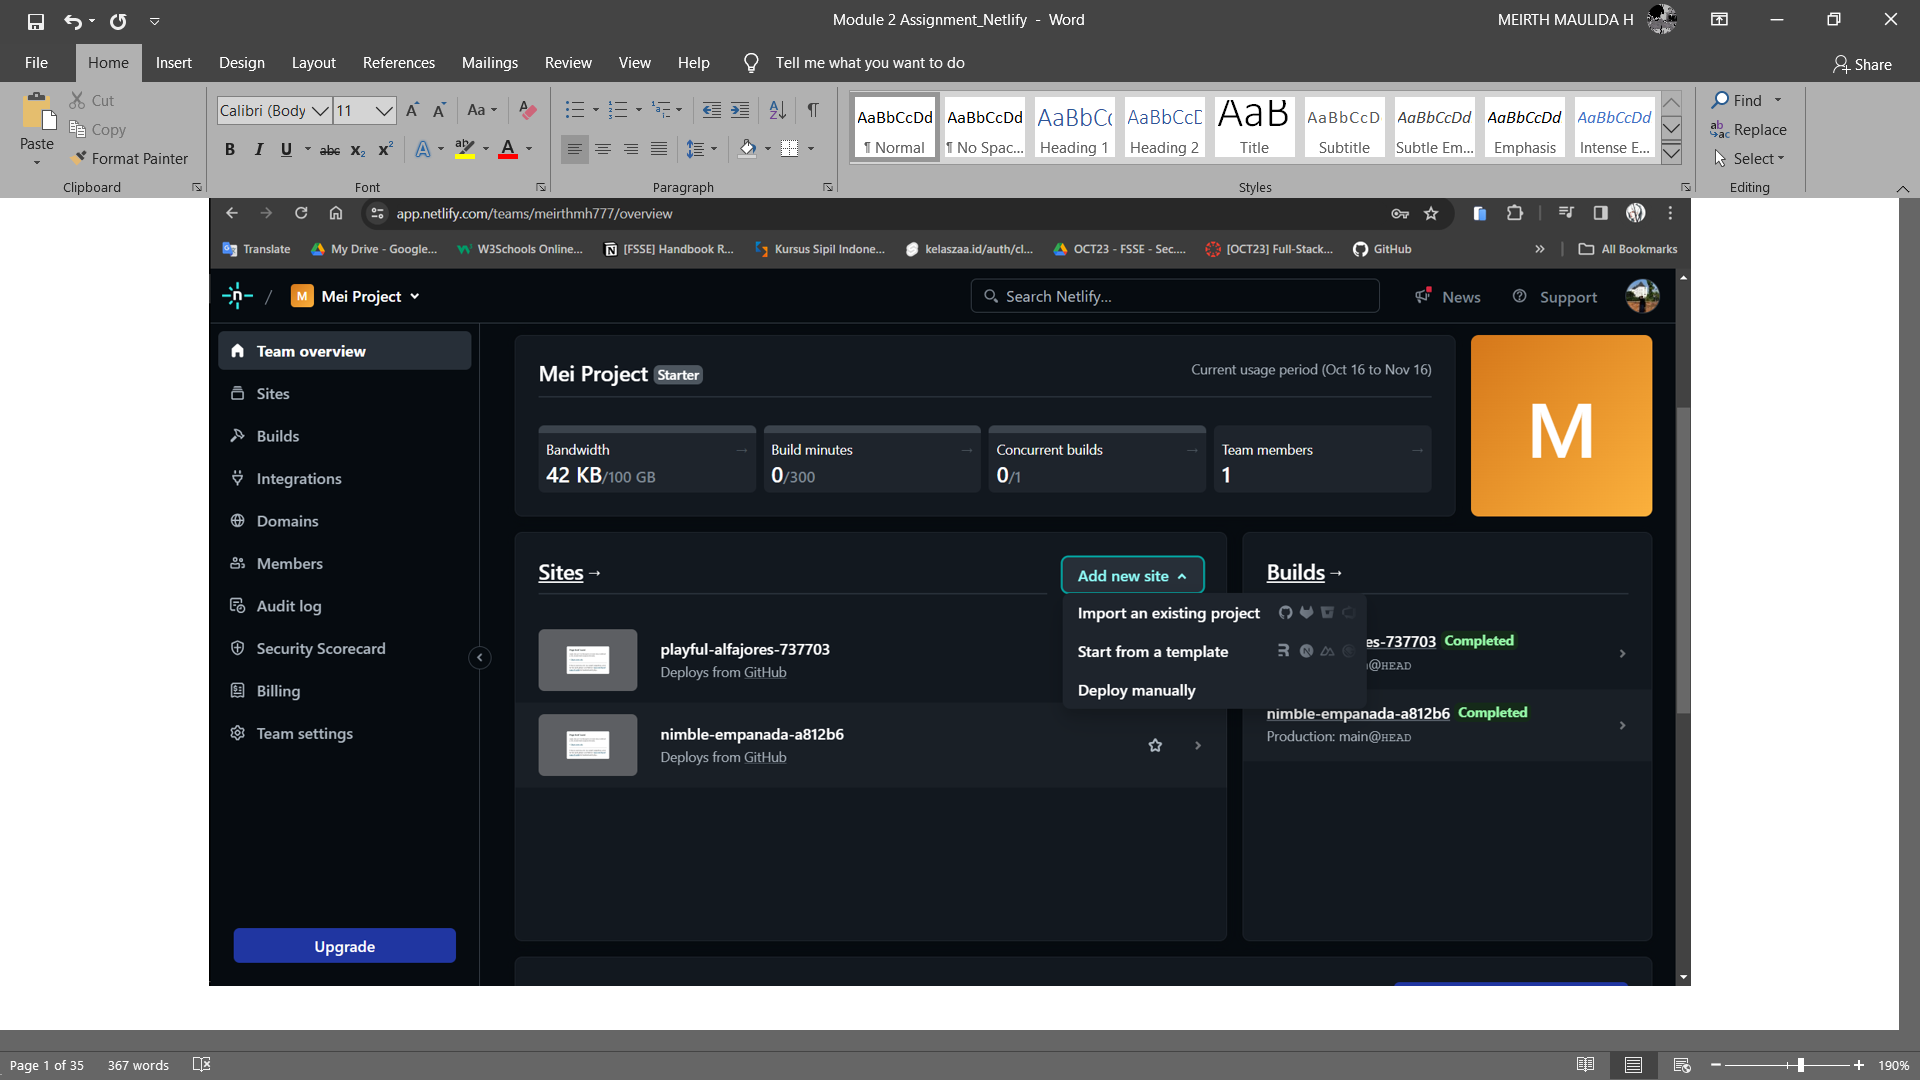 Module 2 Assignment_Netlify - Word
MEIRTH MAULIDA H
File Home Insert Design Layout References Mailings Review View Help Tell me what you want to do
Share
Paste
Cut
Copy
Format Painter
Clipboard
Calibri (Body 11
Font
Paragraph
AaBbCcDd AaBbCcDd AaBbCc AaBbCcE AaB AaBbCcD AaBbCcDd AaBbCcDd AaBbCcDd
¶ Normal ¶ No Spac... Heading 1 Heading 2 Title Subtitle Subtle Em... Emphasis Intense E...
Styles
Find
Replace
Select
Editing
app.netlify.com/teams/meirthmh777/overview
Translate My Drive - Google... W3Schools Online... [FSSE] Handbook R... Kursus Sipil Indone... kelaszaa.id/auth/cl... OCT23 - FSSE - Sec.... [OCT23] Full-Stack... GitHub » All Bookmarks
/ M Mei Project
Search Netlify...
News
Support
Team overview
Sites
Builds
Integrations
Domains
Members
Audit log
Security Scorecard
Billing
Team settings
Upgrade
Mei Project Starter
Current usage period (Oct 16 to Nov 16)
Bandwidth →
42 KB/100 GB
Build minutes →
0/300
Concurrent builds →
0/1
Team members →
1
M
Sites →
Add new site
Import an existing project
Start from a template
Deploy manually
playful-alfajores-737703
Deploys from GitHub
nimble-empanada-a812b6
Deploys from GitHub
Builds →
es-737703 Completed
@HEAD
nimble-empanada-a812b6 Completed
Production: main@HEAD
Page 1 of 35 367 words
190%